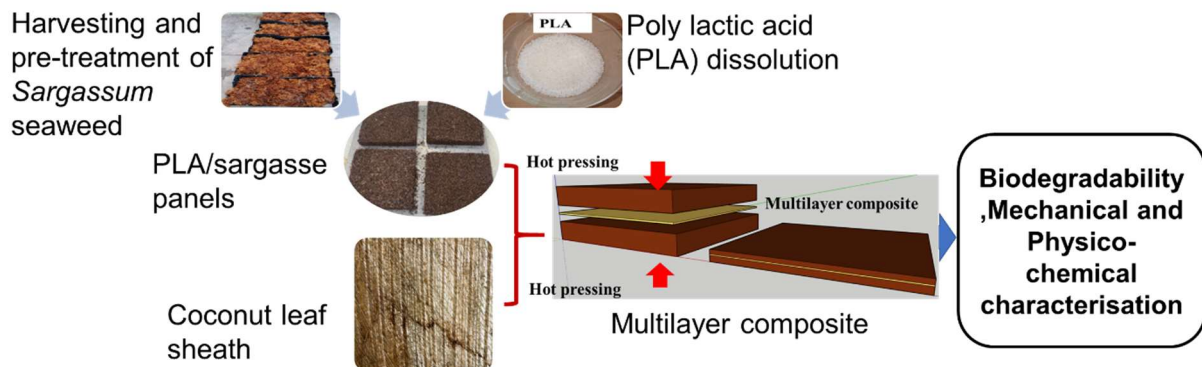 Harvesting and
pre-treatment of
Sargassum
seaweed
PLA
Poly lactic acid
(PLA) dissolution
PLA/sargasse
panels
Hot pressing
Multilayer composite
Hot pressing
Coconut leaf
sheath
Multilayer composite
Biodegradability
,Mechanical and
Physico-
chemical
characterisation